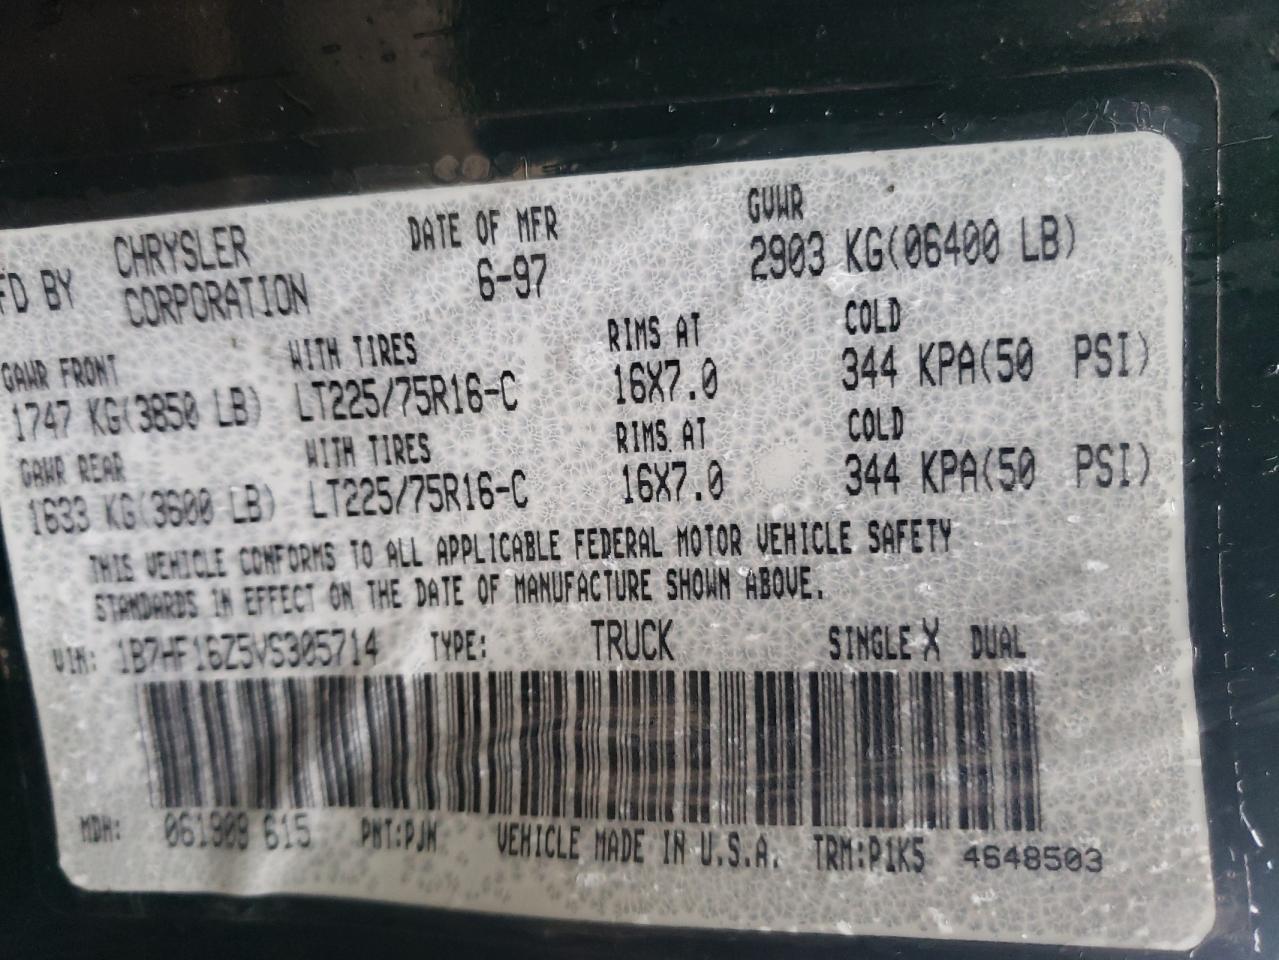 FD BY CHRYSLER CORPORATION DATE OF MFR 6-97 GVWR 2903 KG(06400 LB)
GAWR FRONT WITH TIRES RIMS AT COLD
1747 KG(3850 LB) LT225/75R16-C 16X7.0 344 KPA(50 PSI)
GAWR REAR WITH TIRES RIMS AT COLD
1633 KG(3600 LB) LT225/75R16-C 16X7.0 344 KPA(50 PSI)
THIS VEHICLE CONFORMS TO ALL APPLICABLE FEDERAL MOTOR VEHICLE SAFETY
STANDARDS IN EFFECT ON THE DATE OF MANUFACTURE SHOWN ABOVE.
VIN: 1B7HF16Z5VS305714 TYPE: TRUCK SINGLE X DUAL
MDH: 061909 615 PNT:PJK VEHICLE MADE IN U.S.A. TRM:P1K5 4648503